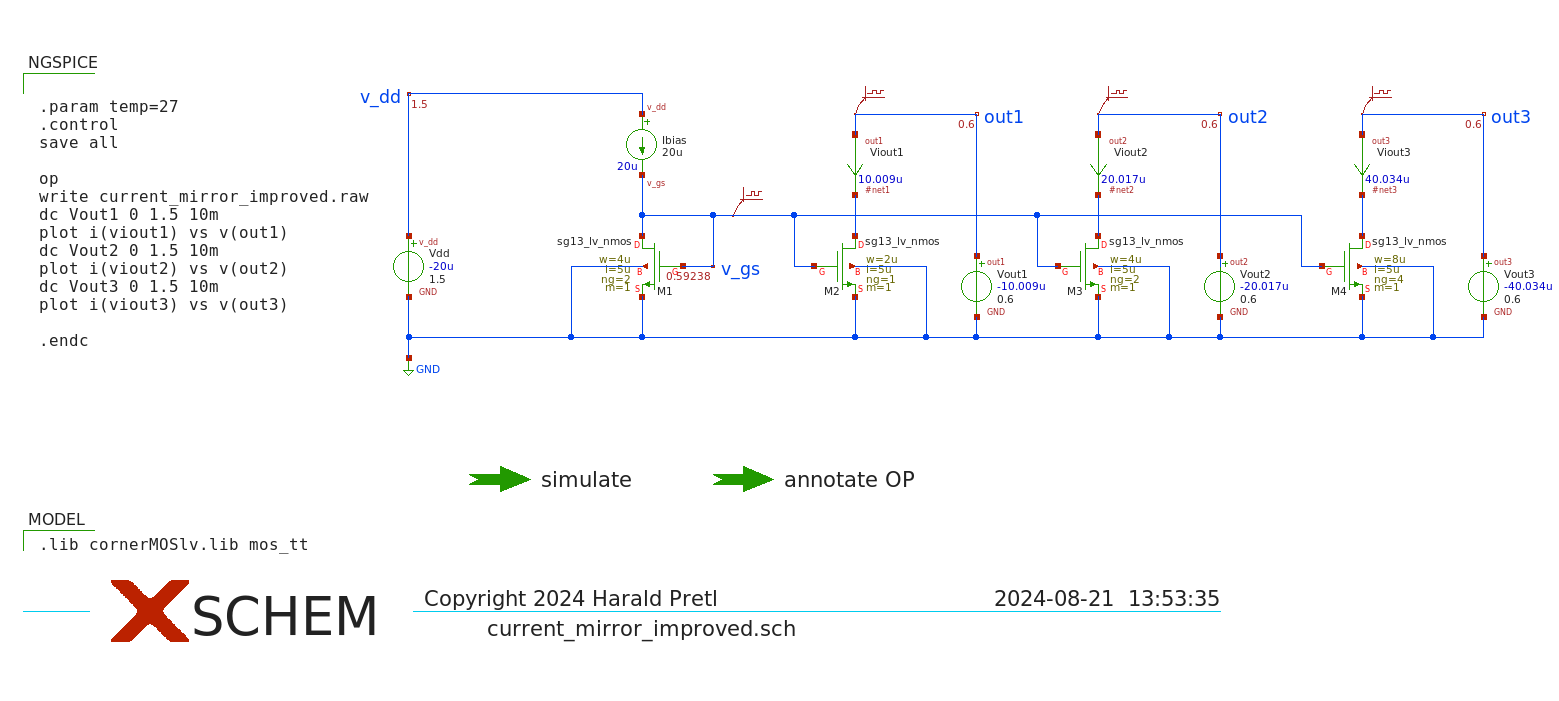 NGSPICE
.param temp=27
.control
save all
op
write current_mirror_improved.raw
dc Vout1 0 1.5 10m
plot i(viout1) vs v(out1)
dc Vout2 0 1.5 10m
plot i(viout2) vs v(out2)
dc Vout3 0 1.5 10m
plot i(viout3) vs v(out3)
.endc
v_dd
1.5
v_dd
+
Ibias
20u
20u
v_gs
v_dd
+
Vdd
-20u
1.5
GND
GND
sg13_lv_nmos
w=4u
l=5u
ng=2
m=1
D
B
G
S
M1
0.59238
v_gs
out1
Viout1
10.009u
#net1
0.6
out1
sg13_lv_nmos
w=2u
l=5u
ng=1
m=1
D
G
B
S
M2
out1
+
Vout1
-10.009u
0.6
GND
out2
Viout2
20.017u
#net2
0.6
out2
sg13_lv_nmos
w=4u
l=5u
ng=2
m=1
D
G
B
S
M3
out2
+
Vout2
-20.017u
0.6
GND
out3
Viout3
40.034u
#net3
0.6
out3
sg13_lv_nmos
w=8u
l=5u
ng=4
m=1
D
G
B
S
M4
out3
+
Vout3
-40.034u
0.6
GND
simulate
annotate OP
MODEL
.lib cornerMOSlv.lib mos_tt
XSCHEM
Copyright 2024 Harald Pretl
2024-08-21 13:53:35
current_mirror_improved.sch